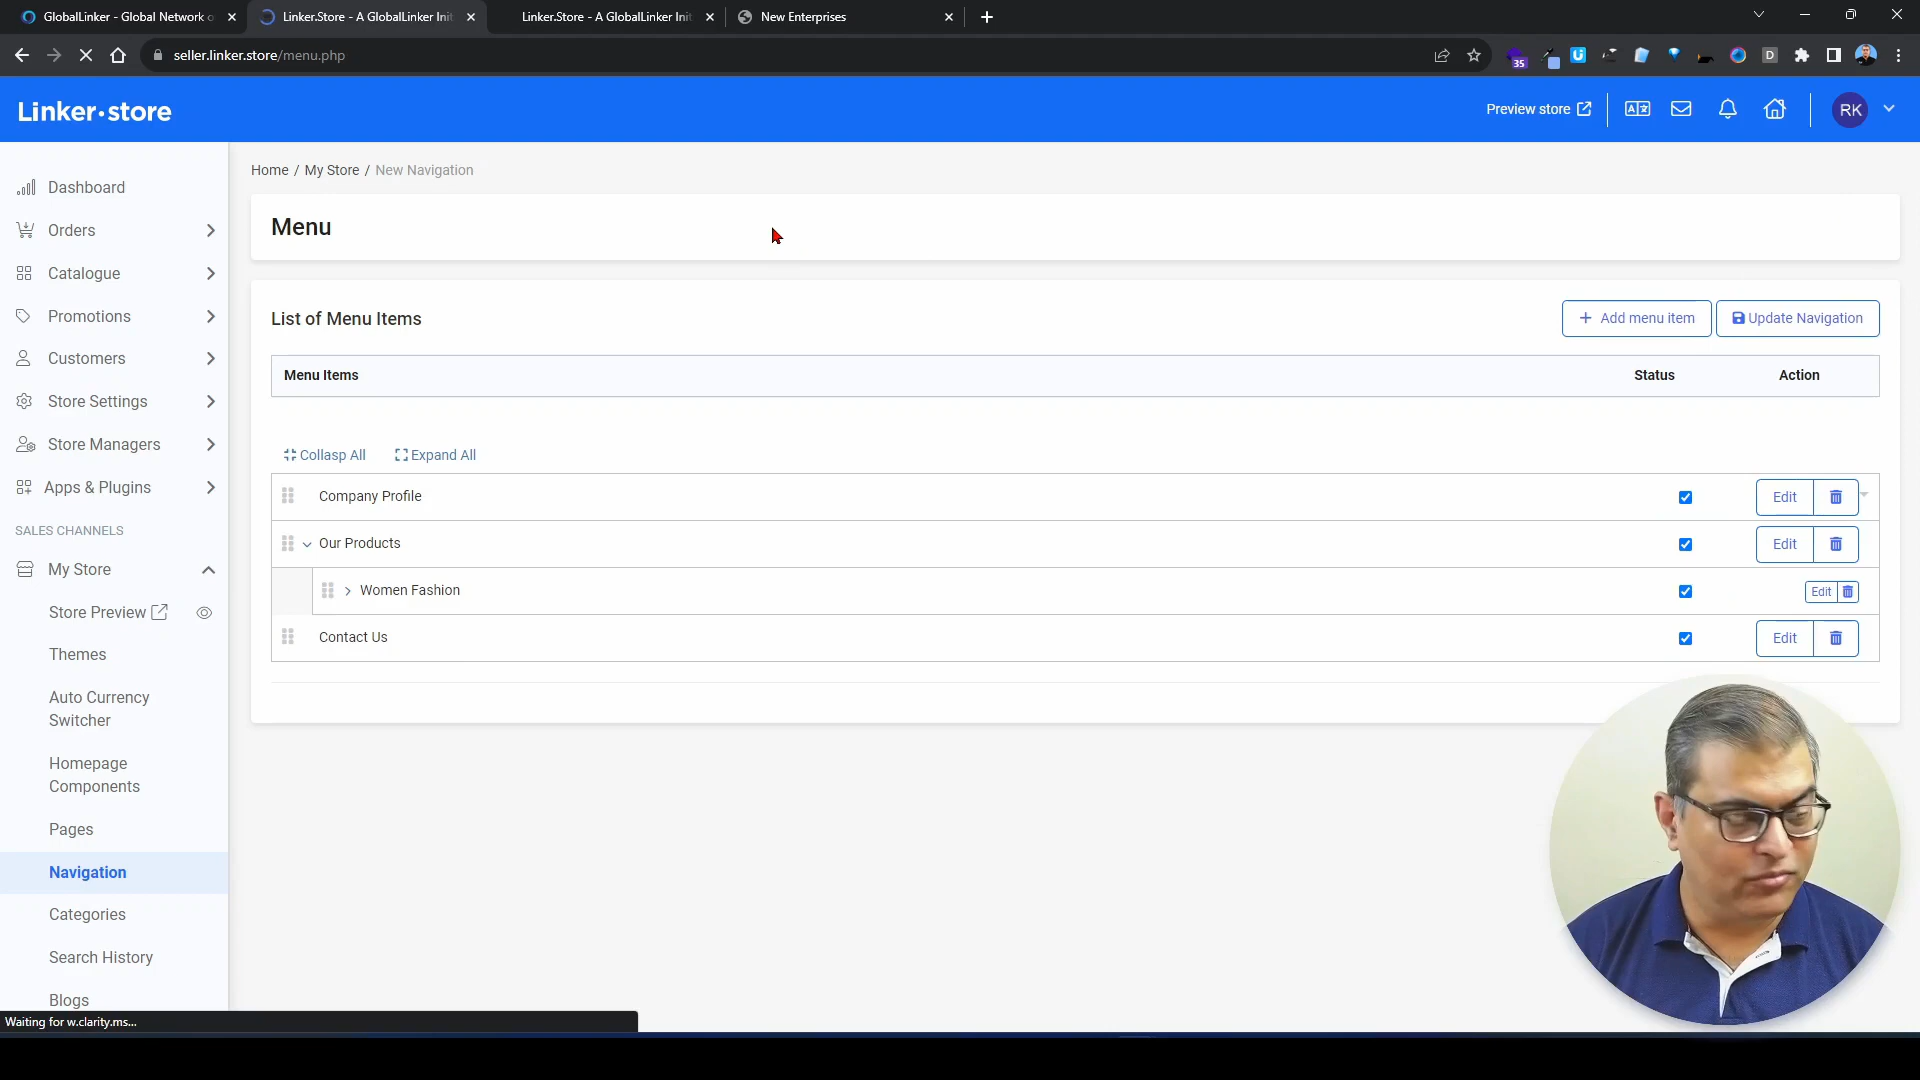 GlobalLinker - Global Network o
Linker.Store - A GlobalLinker Init
Linker.Store - A GlobalLinker Init
New Enterprises
seller.linker.store/menu.php
35
D
Linker·store
Preview store
RK
Home / My Store / New Navigation
Menu
List of Menu Items
+ Add menu item
Update Navigation
Menu Items
Status
Action
Collasp All
Expand All
Company Profile
Edit
Our Products
Edit
Women Fashion
Edit
Contact Us
Edit
Dashboard
Orders
Catalogue
Promotions
Customers
Store Settings
Store Managers
Apps & Plugins
SALES CHANNELS
My Store
Store Preview
Themes
Auto Currency
Switcher
Homepage
Components
Pages
Navigation
Categories
Search History
Blogs
Waiting for w.clarity.ms...